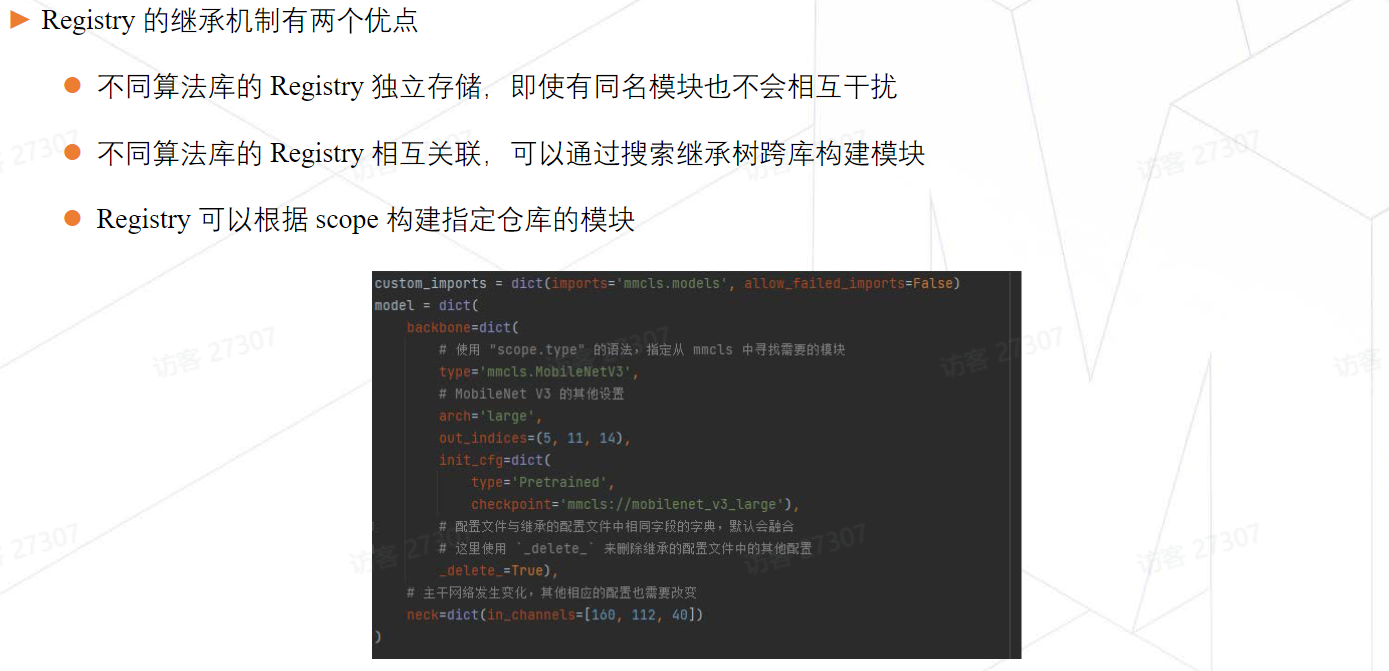 Registry 的继承机制有两个优点
不同算法库的 Registry 独立存储，即使有同名模块也不会相互干扰
不同算法库的 Registry 相互关联，可以通过搜索继承树跨库构建模块
Registry 可以根据 scope 构建指定仓库的模块
custom_imports = dict(imports='mmcls.models', allow_failed_imports=False)
model = dict(
    backbone=dict(
        # 使用 "scope.type" 的语法，指定从 mmcls 中寻找需要的模块
        type='mmcls.MobileNetV3',
        # MobileNet V3 的其他设置
        arch='large',
        out_indices=(5, 11, 14),
        init_cfg=dict(
            type='Pretrained',
            checkpoint='mmcls://mobilenet_v3_large'),
        # 配置文件与继承的配置文件中相同字段的字典，默认会融合
        # 这里使用 `_delete_` 来删除继承的配置文件中的其他配置
        _delete_=True),
    # 主干网络发生变化，其他相应的配置也需要改变
    neck=dict(in_channels=[160, 112, 40])
)
访客 27307